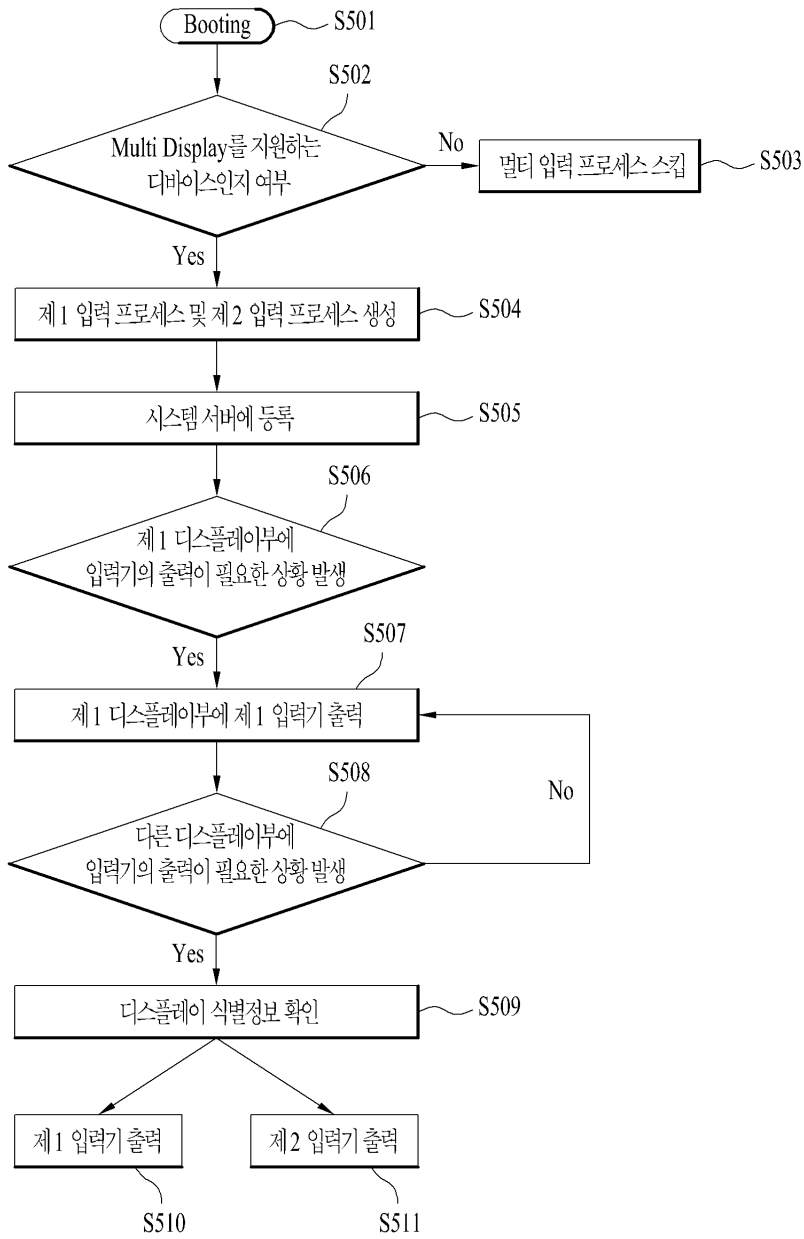 Booting
S501
S502
Multi Display를 지원하는
디바이스인지 여부
No
멀티 입력 프로세스 스킵
S503
Yes
제1 입력 프로세스 및 제2 입력 프로세스 생성
S504
시스템 서버에 등록
S505
S506
제1 디스플레이부에
입력기의 출력이 필요한 상황 발생
Yes
S507
제1 디스플레이부에 제1 입력기 출력
S508
No
다른 디스플레이부에
입력기의 출력이 필요한 상황 발생
Yes
디스플레이 식별정보 확인
S509
제1 입력기 출력
제2 입력기 출력
S510
S511